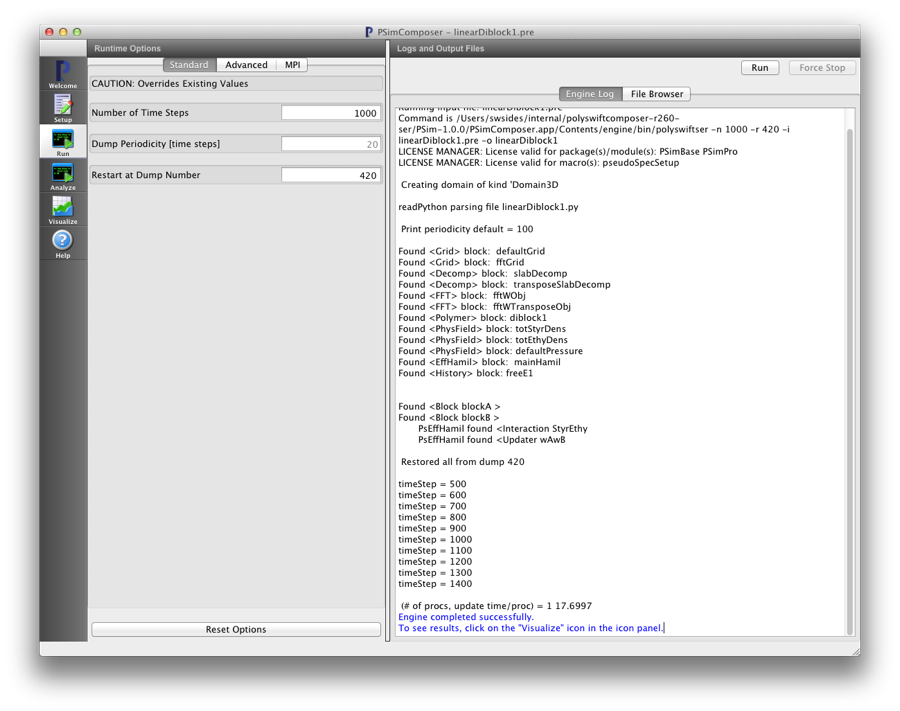 PSimComposer - linearDiblock1.pre
Runtime Options
Logs and Output Files
Welcome
Setup
Run
Analyze
Visualize
Help
Standard
Advanced
MPI
CAUTION: Overrides Existing Values
Number of Time Steps
1000
Dump Periodicity [time steps]
20
Restart at Dump Number
420
Reset Options
Run
Force Stop
Engine Log
File Browser
Running input file: linearDiblock1.pre
Command is /Users/swsides/internal/polyswiftcomposer-r260-
ser/PSim-1.0.0/PSimComposer.app/Contents/engine/bin/polyswiftser -n 1000 -r 420 -i
linearDiblock1.pre -o linearDiblock1
LICENSE MANAGER: License valid for package(s)/module(s): PSimBase PSimPro
LICENSE MANAGER: License valid for macro(s): pseudoSpecSetup
Creating domain of kind 'Domain3D
readPython parsing file linearDiblock1.py
Print periodicity default = 100
Found <Grid> block: defaultGrid
Found <Grid> block: fftGrid
Found <Decomp> block: slabDecomp
Found <Decomp> block: transposeSlabDecomp
Found <FFT> block: fftWObj
Found <FFT> block: fftWTransposeObj
Found <Polymer> block: diblock1
Found <PhysField> block: totStyrDens
Found <PhysField> block: totEthyDens
Found <PhysField> block: defaultPressure
Found <EffHamil> block: mainHamil
Found <History> block: freeE1
Found <Block blockA >
Found <Block blockB >
PsEffHamil found <Interaction StyrEthy
PsEffHamil found <Updater wAwB
Restored all from dump 420
timeStep = 500
timeStep = 600
timeStep = 700
timeStep = 800
timeStep = 900
timeStep = 1000
timeStep = 1100
timeStep = 1200
timeStep = 1300
timeStep = 1400
(# of procs, update time/proc) = 1 17.6997
Engine completed successfully.
To see results, click on the "Visualize" icon in the icon panel.